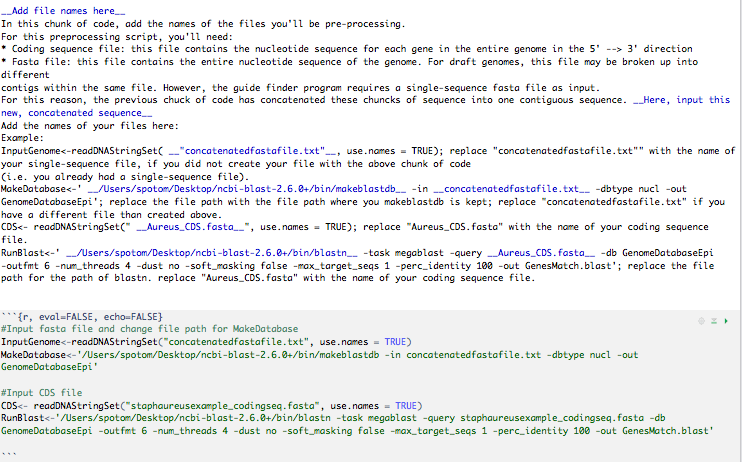 __Add file names here__
In this chunk of code, add the names of the files you'll be pre-processing.
For this preprocessing script, you'll need:
* Coding sequence file: this file contains the nucleotide sequence for each gene in the entire genome in the 5' --> 3' direction
* Fasta file: this file contains the entire nucleotide sequence of the genome. For draft genomes, this file may be broken up into
different
contigs within the same file. However, the guide finder program requires a single-sequence fasta file as input.
For this reason, the previous chuck of code has concatenated these chuncks of sequence into one contiguous sequence. __Here, input this
new, concatenated sequence__
Add the names of your files here:
Example:
InputGenome<-readDNAStringSet( __"concatenatedfastafile.txt"__, use.names = TRUE); replace "concatenatedfastafile.txt"" with the name of
your single-sequence file, if you did not create your file with the above chunk of code
(i.e. you already had a single-sequence file).
MakeDatabase<-' __/Users/spotom/Desktop/ncbi-blast-2.6.0+/bin/makeblastdb__ -in __concatenatedfastafile.txt__ -dbtype nucl -out
GenomeDatabaseEpi'; replace the file path with the file path where you makeblastdb is kept; replace "concatenatedfastafile.txt" if you
have a different file than created above.
CDS<- readDNAStringSet(" __Aureus_CDS.fasta__", use.names = TRUE); replace "Aureus_CDS.fasta" with the name of your coding sequence
file.
RunBlast<-' __/Users/spotom/Desktop/ncbi-blast-2.6.0+/bin/blastn__ -task megablast -query __Aureus_CDS.fasta__ -db GenomeDatabaseEpi
-outfmt 6 -num_threads 4 -dust no -soft_masking false -max_target_seqs 1 -perc_identity 100 -out GenesMatch.blast'; replace the file
path for the path of blastn. replace "Aureus_CDS.fasta" with the name of your coding sequence file.
```{r, eval=FALSE, echo=FALSE}
#Input fasta file and change file path for MakeDatabase
InputGenome<-readDNAStringSet("concatenatedfastafile.txt", use.names = TRUE)
MakeDatabase<-'/Users/spotom/Desktop/ncbi-blast-2.6.0+/bin/makeblastdb -in concatenatedfastafile.txt -dbtype nucl -out
GenomeDatabaseEpi'
#Input CDS file
CDS<- readDNAStringSet("staphaureusexample_codingseq.fasta", use.names = TRUE)
RunBlast<-'/Users/spotom/Desktop/ncbi-blast-2.6.0+/bin/blastn -task megablast -query staphaureusexample_codingseq.fasta -db
GenomeDatabaseEpi -outfmt 6 -num_threads 4 -dust no -soft_masking false -max_target_seqs 1 -perc_identity 100 -out GenesMatch.blast'
```